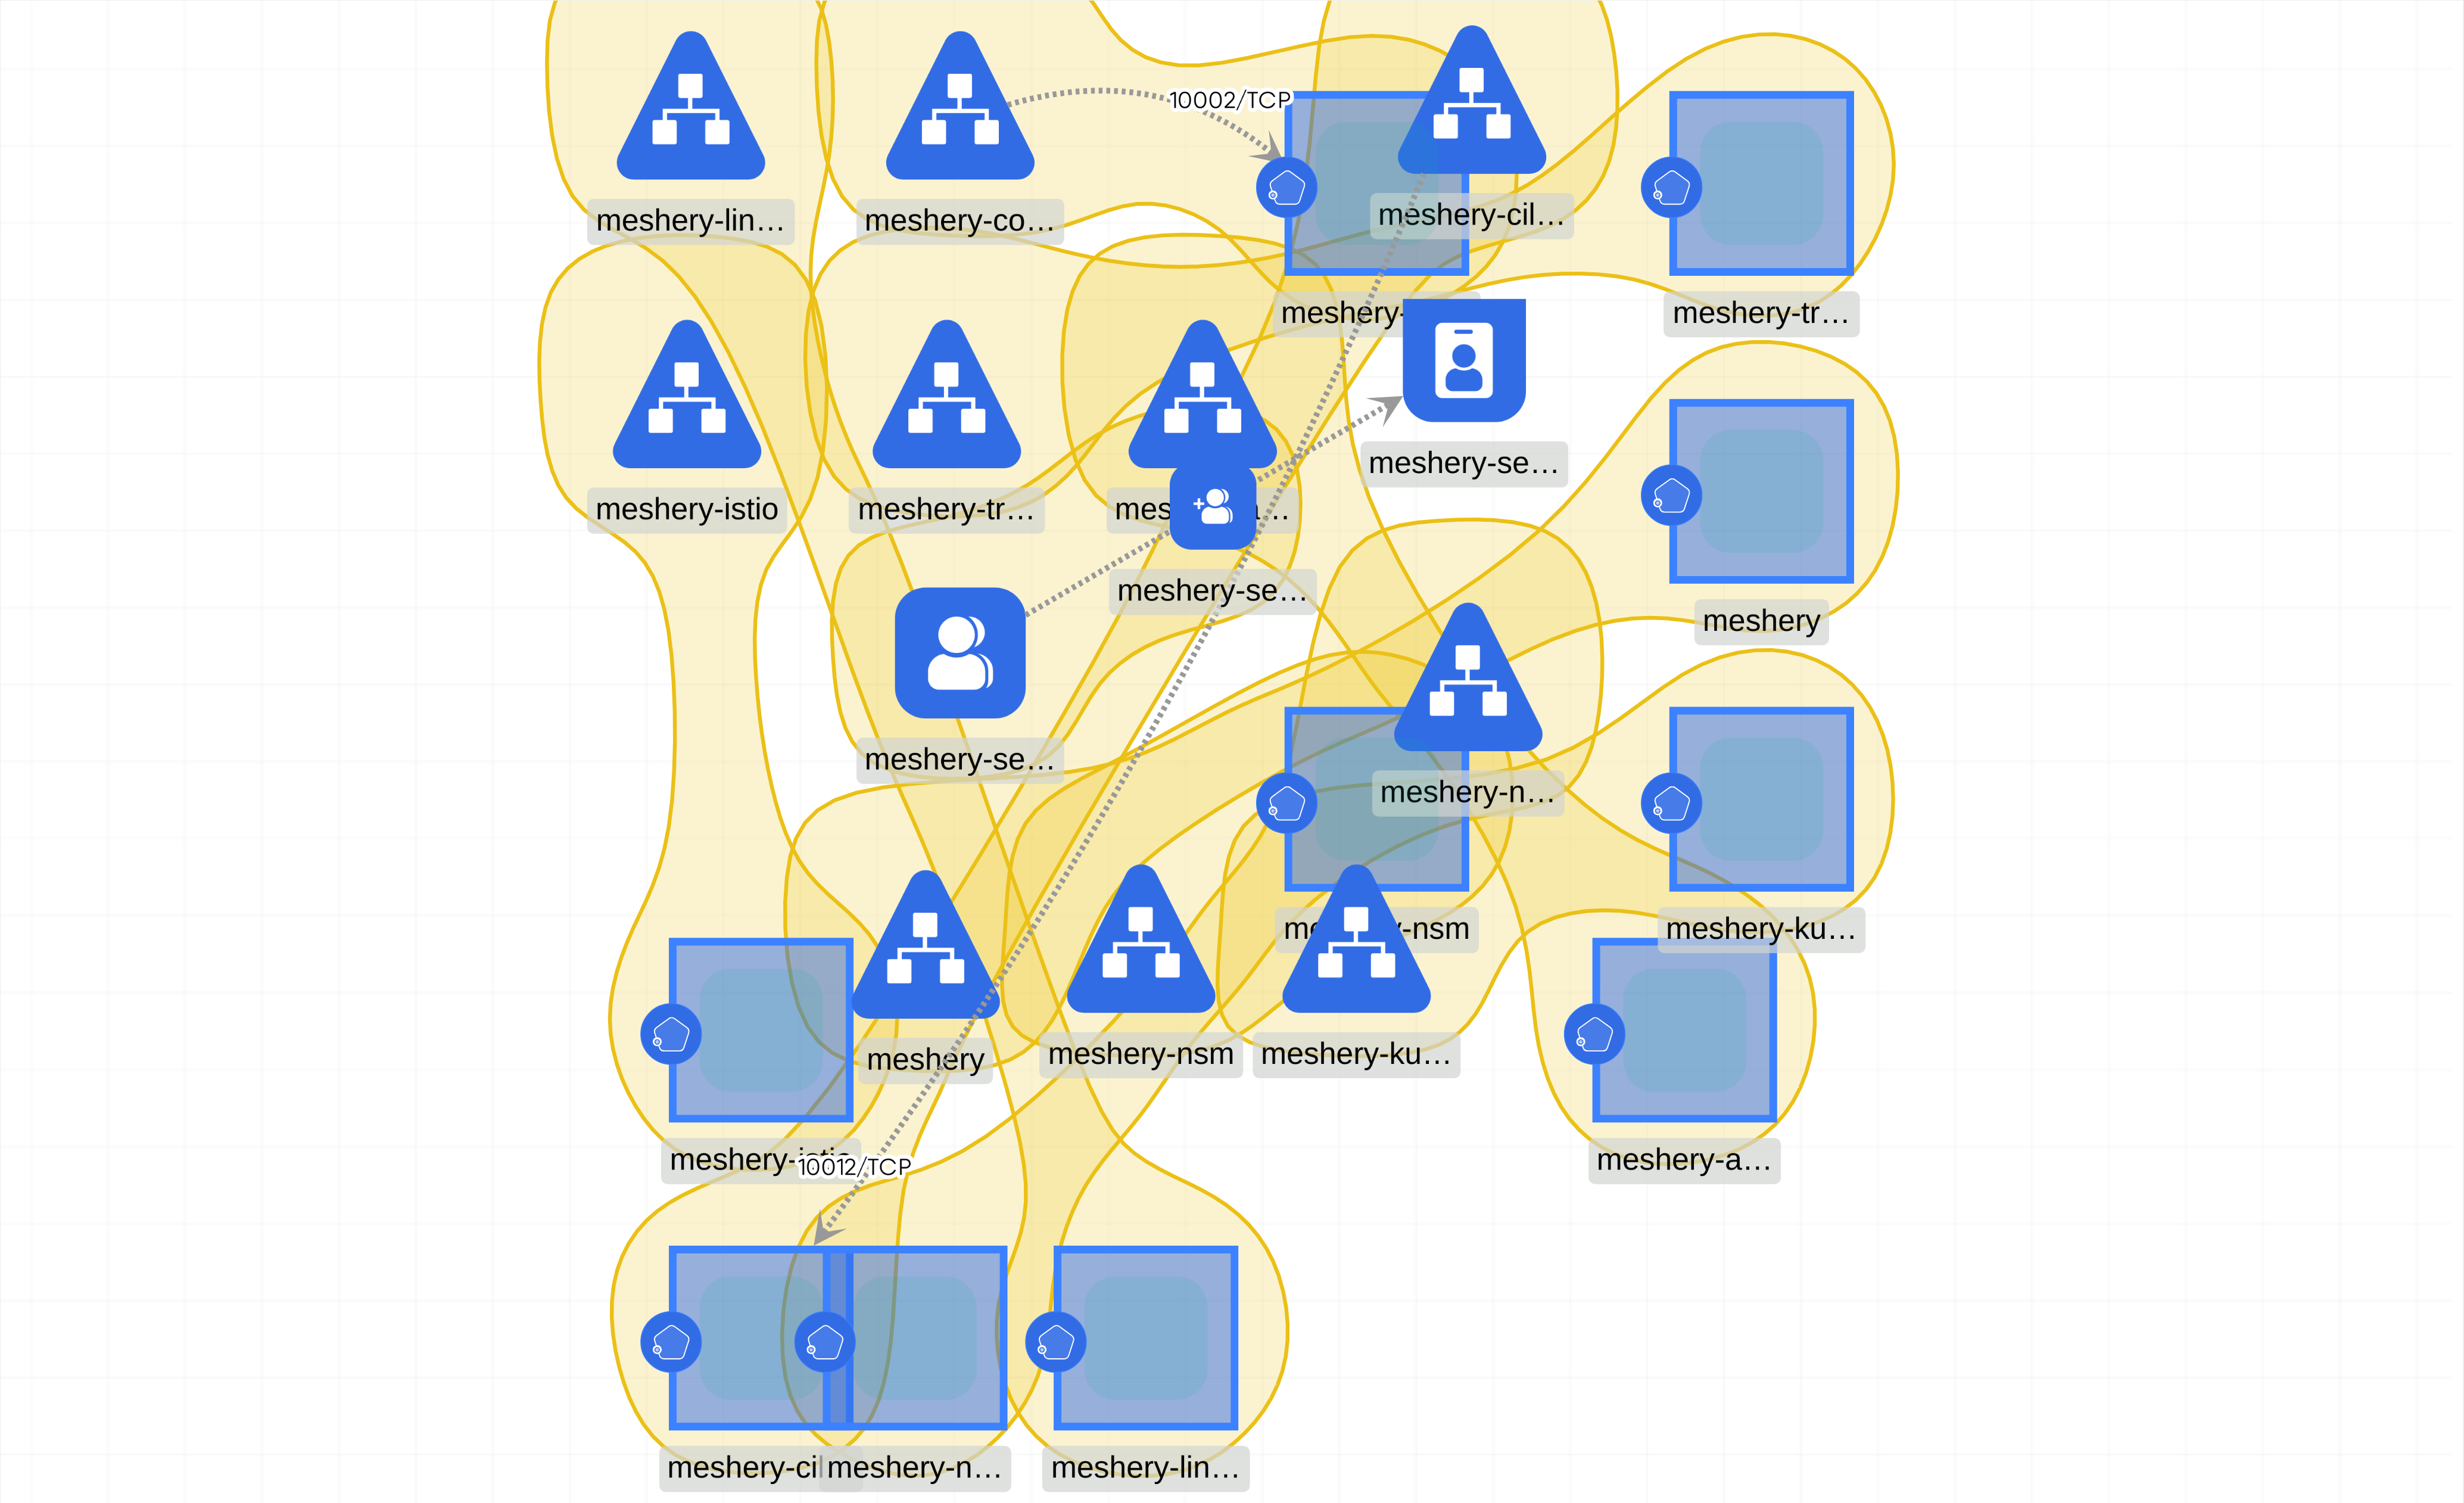 10002/TCP
meshery-lin…
meshery-co…
meshery-cil…
meshery-
meshery-tr…
meshery-se…
meshery-istio
meshery-tr…
meshery-se…
meshery
meshery-se…
meshery-n…
meshery-ku…
-nsm
meshery
meshery-nsm
meshery-ku…
meshery-
10012/TCP
meshery-a…
meshery-ci
meshery-n…
meshery-lin…